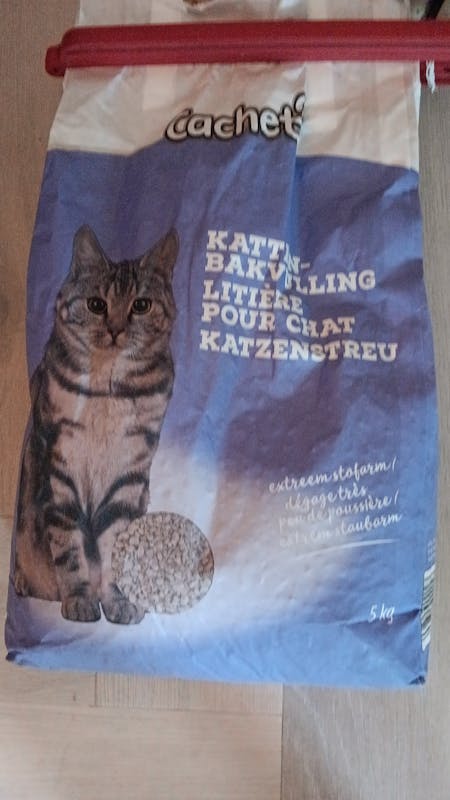 Cachet
KATTEN-
BAKVULLING
LITIÈRE
POUR CHAT
KATZENSTREU
extreem stofarm/
dégage très
peu de poussière/
extrem staubarm
5 kg